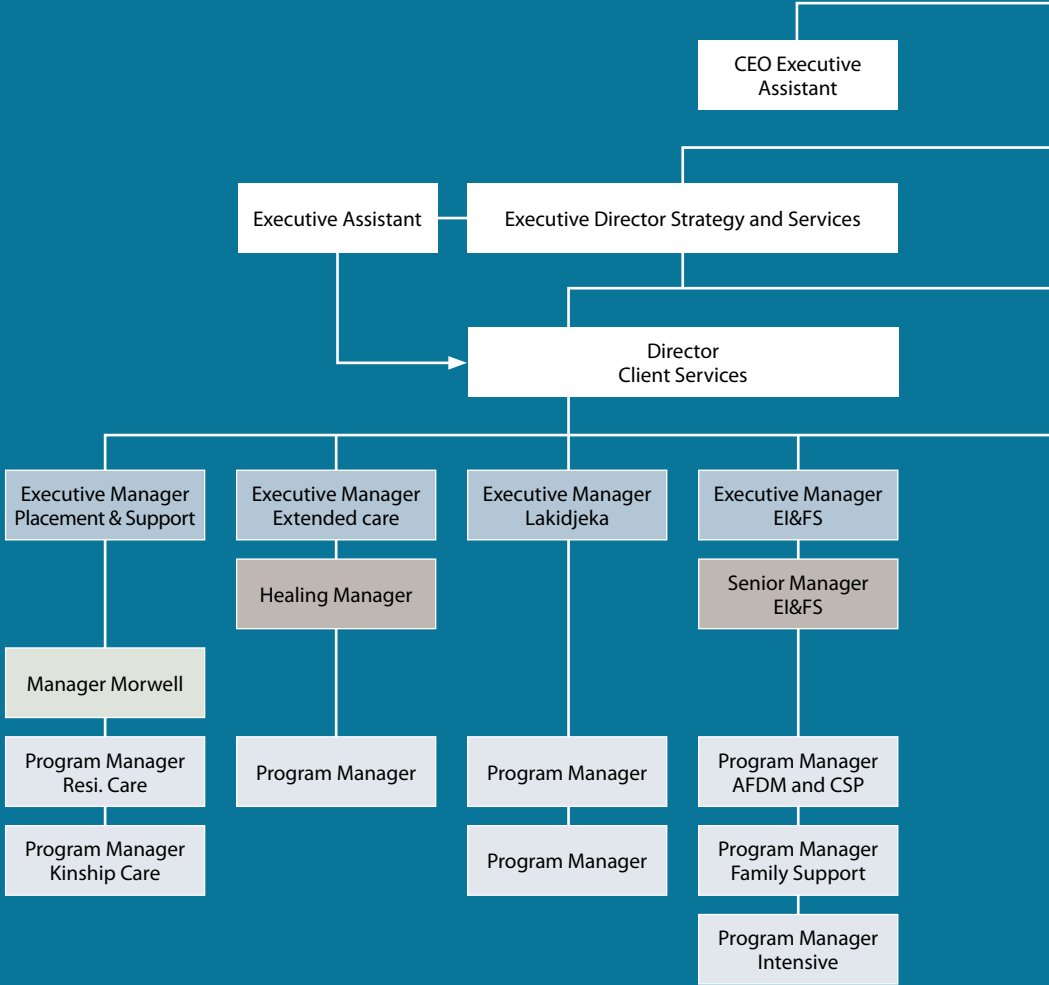 CEO Executive
Assistant
Executive Assistant
Executive Director Strategy and Services
Director
Client Services
Executive Manager
Placement & Support
Executive Manager
Extended care
Executive Manager
Lakidjeka
Executive Manager
EI&FS
Healing Manager
Senior Manager
EI&FS
Manager Morwell
Program Manager
Resi. Care
Program Manager
Program Manager
Program Manager
AFDM and CSP
Program Manager
Kinship Care
Program Manager
Program Manager
Family Support
Program Manager
Intensive